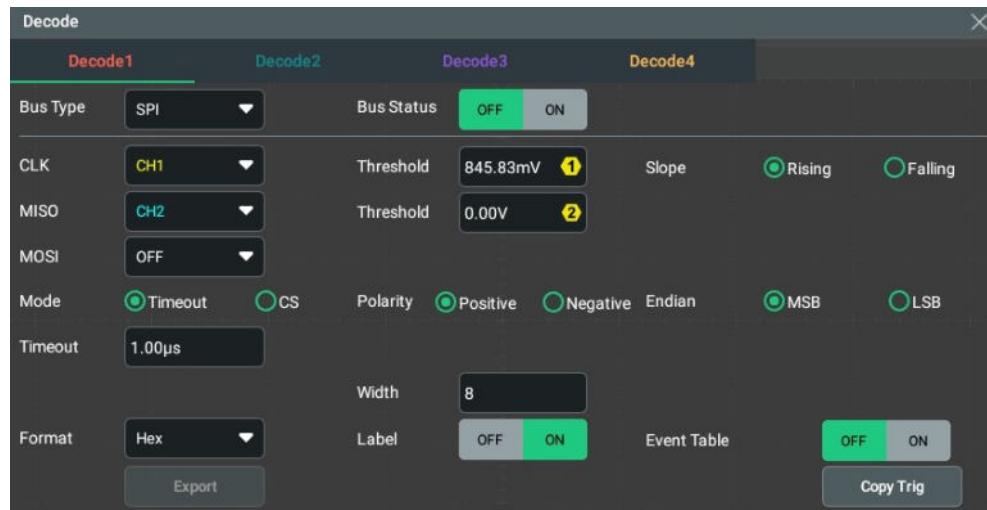 Decode
Decode1 Decode2 Decode3 Decode4
Bus Type SPI Bus Status OFF ON
CLK CH1 Threshold 845.83mV 1 Slope Rising Falling
MISO CH2 Threshold 0.00V 2
MOSI OFF
Mode Timeout CS Polarity Positive Negative Endian MSB LSB
Timeout 1.00μs
Width 8
Format Hex Label OFF ON Event Table OFF ON
Export Copy Trig